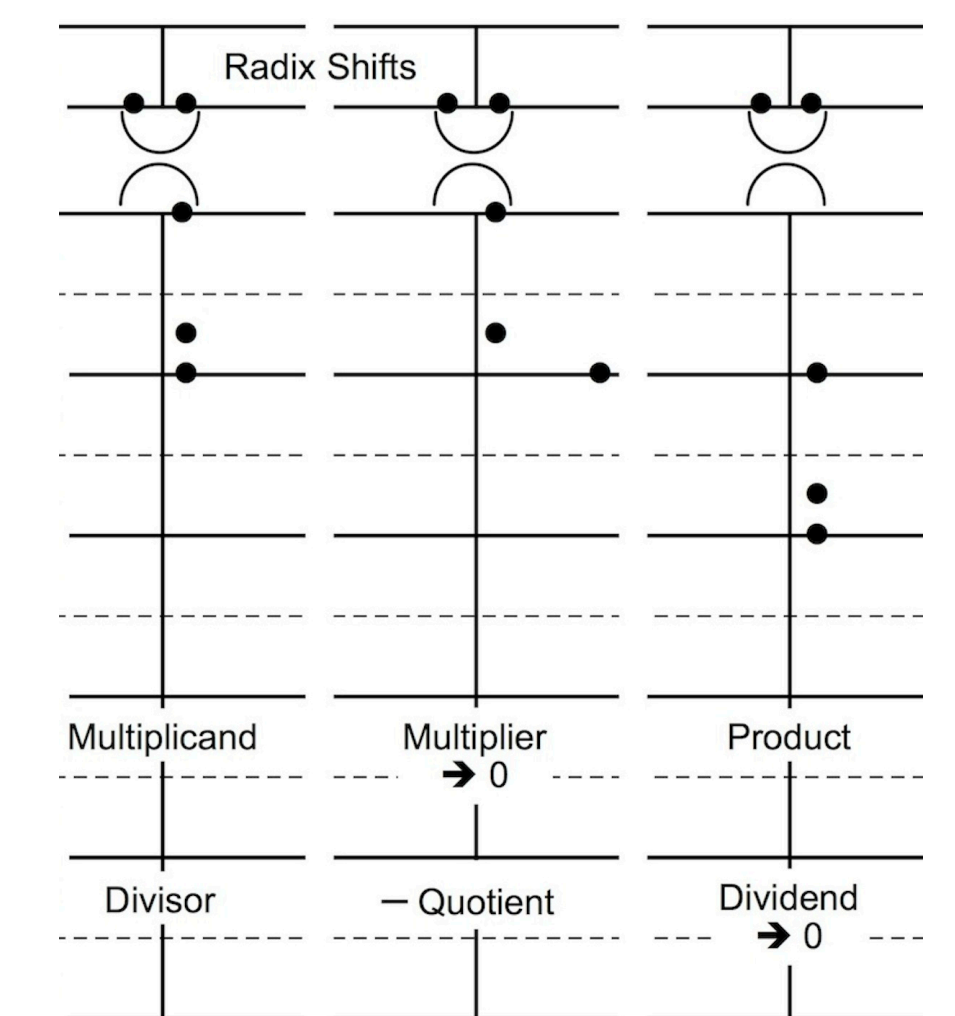 Radix Shifts
Multiplicand
Multiplier
➔ 0
Product
Divisor
– Quotient
Dividend
➔ 0